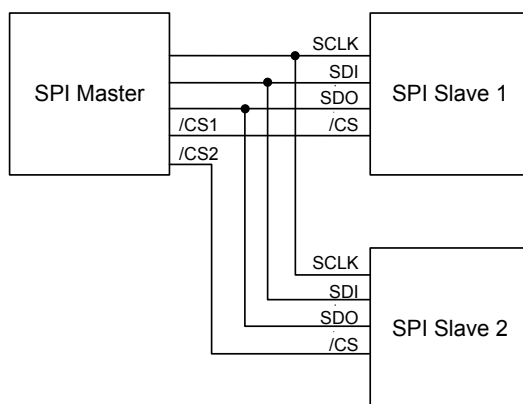 SPI Master
/CS1
/CS2
SCLK
SDI
SDO
/CS
SPI Slave 1
SCLK
SDI
SDO
/CS
SPI Slave 2